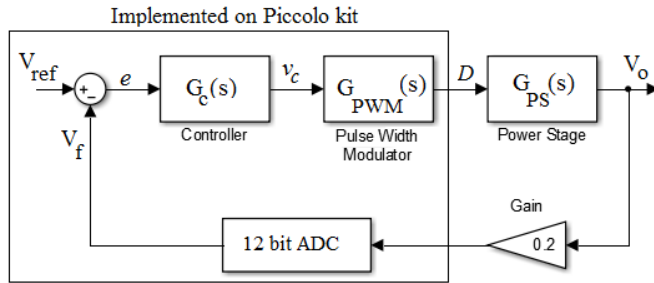 Implemented on Piccolo kit
V_ref
+
-
e
G_c(s)
Controller
v_c
G_PWM(s)
Pulse Width
Modulator
D
G_PS(s)
Power Stage
V_o
V_f
12 bit ADC
Gain
0.2